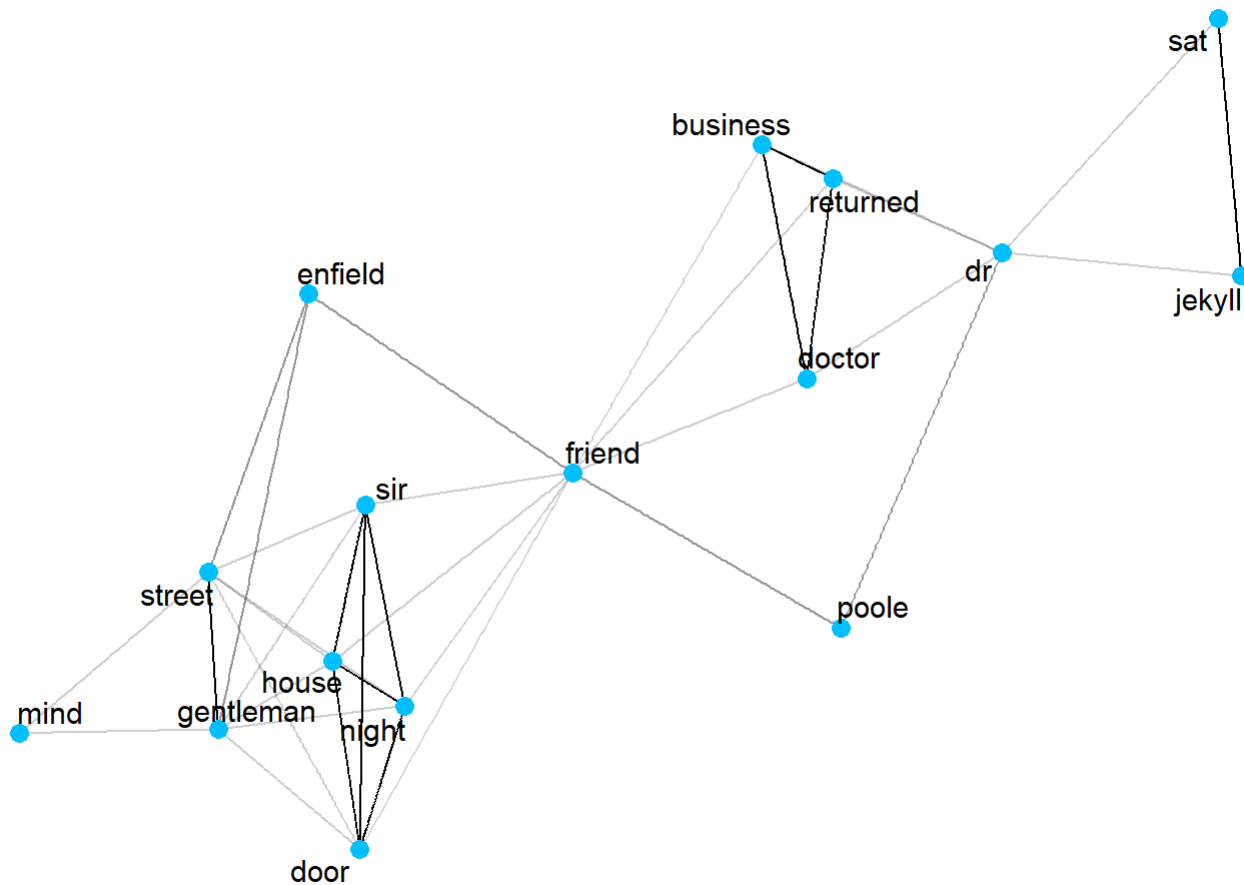 sat
business
returned
dr
enfield
jekyll
doctor
friend
sir
street
poole
house
gentleman
mind
night
door